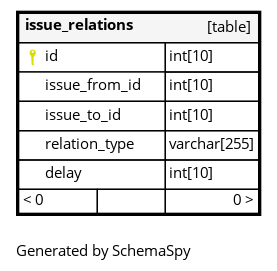 issue_relations [table]
id int[10]
issue_from_id int[10]
issue_to_id int[10]
relation_type varchar[255]
delay int[10]
< 0 0 >
Generated by SchemaSpy